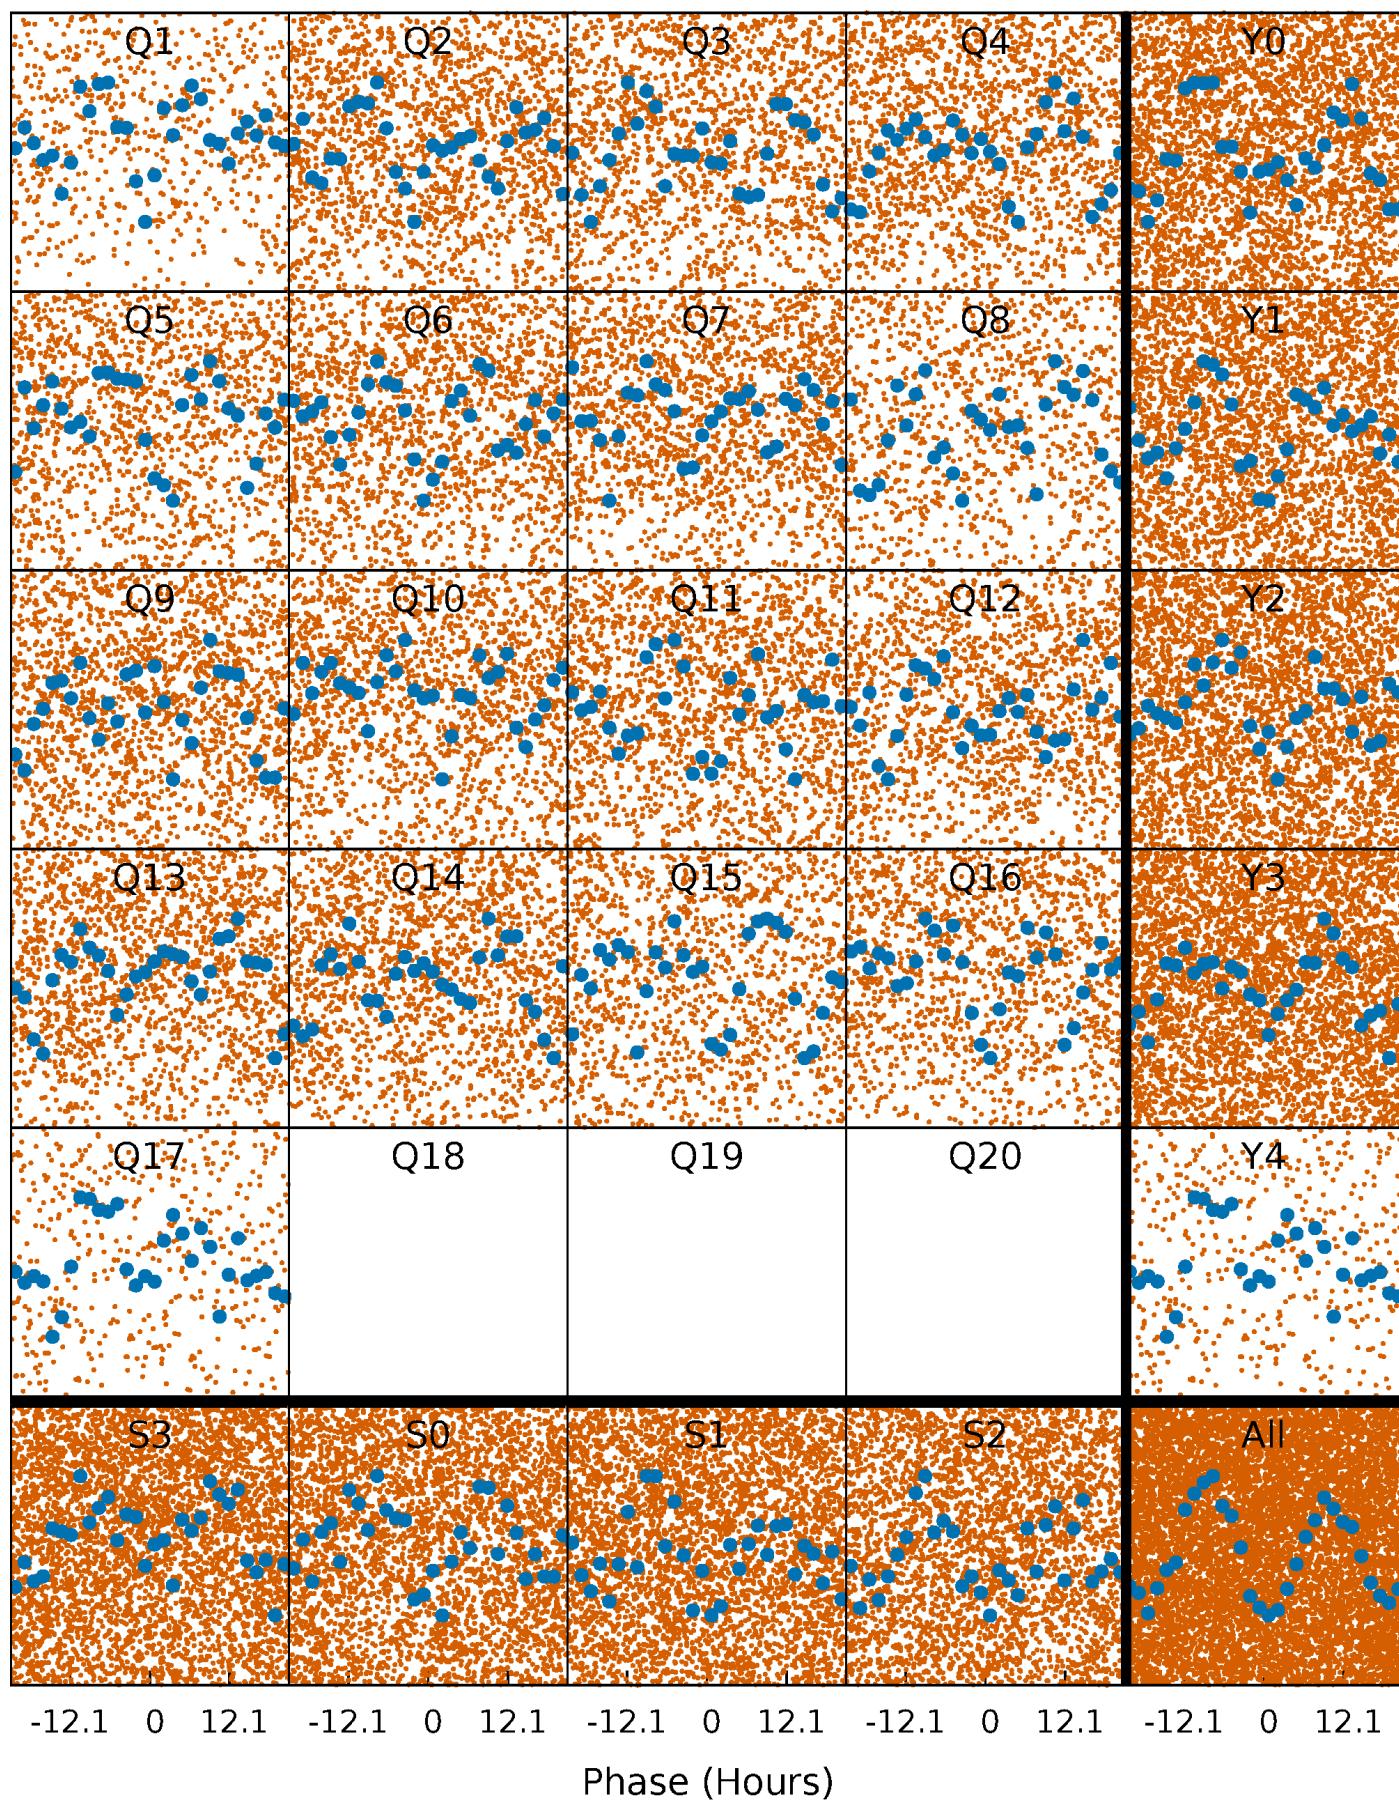 Q1 Q2 Q3 Q4 Y0
Q5 Q6 Q7 Q8 Y1
Q9 Q10 Q11 Q12 Y2
Q13 Q14 Q15 Q16 Y3
Q17 Q18 Q19 Q20 Y4
S3 S0 S1 S2 All
-12.1 0 12.1 -12.1 0 12.1 -12.1 0 12.1 -12.1 0 12.1 -12.1 0 12.1
Phase (Hours)